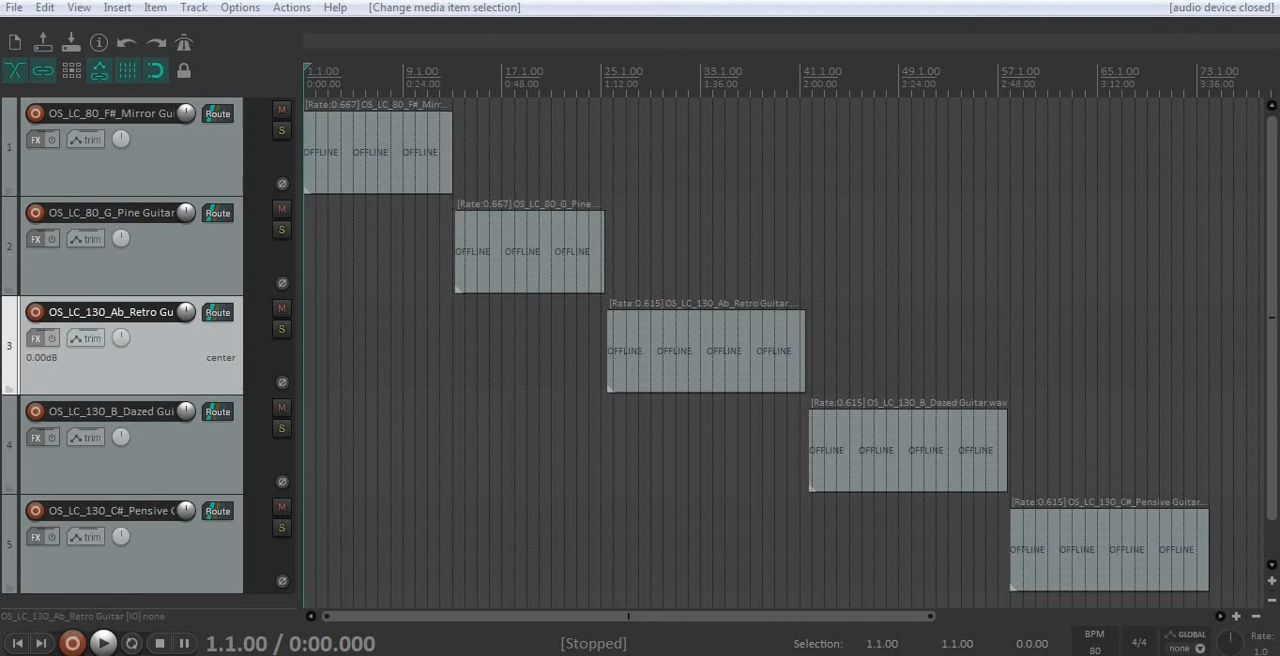 File Edit View Insert Item Track Options Actions Help [Change media item selection] [audio device closed]
1.1.00 9.1.00 17.1.00 25.1.00 33.1.00 41.1.00 49.1.00 57.1.00 65.1.00 73.1.00
0:00.00 0:24.00 0:48.00 1:12.00 1:36.00 2:00.00 2:24.00 2:48.00 3:12.00 3:36.00
1 OS_LC_80_F#_Mirror Gui Route M
S
FX trim
[Rate:0.667] OS_LC_80_F#_Mirr...
OFFLINE OFFLINE OFFLINE
2 OS_LC_80_G_Pine Guitar Route M
S
FX trim
[Rate:0.667] OS_LC_80_G_Pine ...
OFFLINE OFFLINE OFFLINE
3 OS_LC_130_Ab_Retro Gu Route M
S
FX trim
0.00dB center
[Rate:0.615] OS_LC_130_Ab_Retro Guitar....
OFFLINE OFFLINE OFFLINE OFFLINE
4 OS_LC_130_B_Dazed Gui Route M
S
FX trim
[Rate:0.615] OS_LC_130_B_Dazed Guitar.wav
OFFLINE OFFLINE OFFLINE OFFLINE
5 OS_LC_130_C#_Pensive G Route M
S
FX trim
[Rate:0.615] OS_LC_130_C#_Pensive Guitar...
OFFLINE OFFLINE OFFLINE OFFLINE
OS_LC_130_Ab_Retro Guitar [IO] none
1.1.00 / 0:00.000 [Stopped] Selection: 1.1.00 1.1.00 0.0.00
BPM
80
4/4
GLOBAL
none
Rate:
1.0